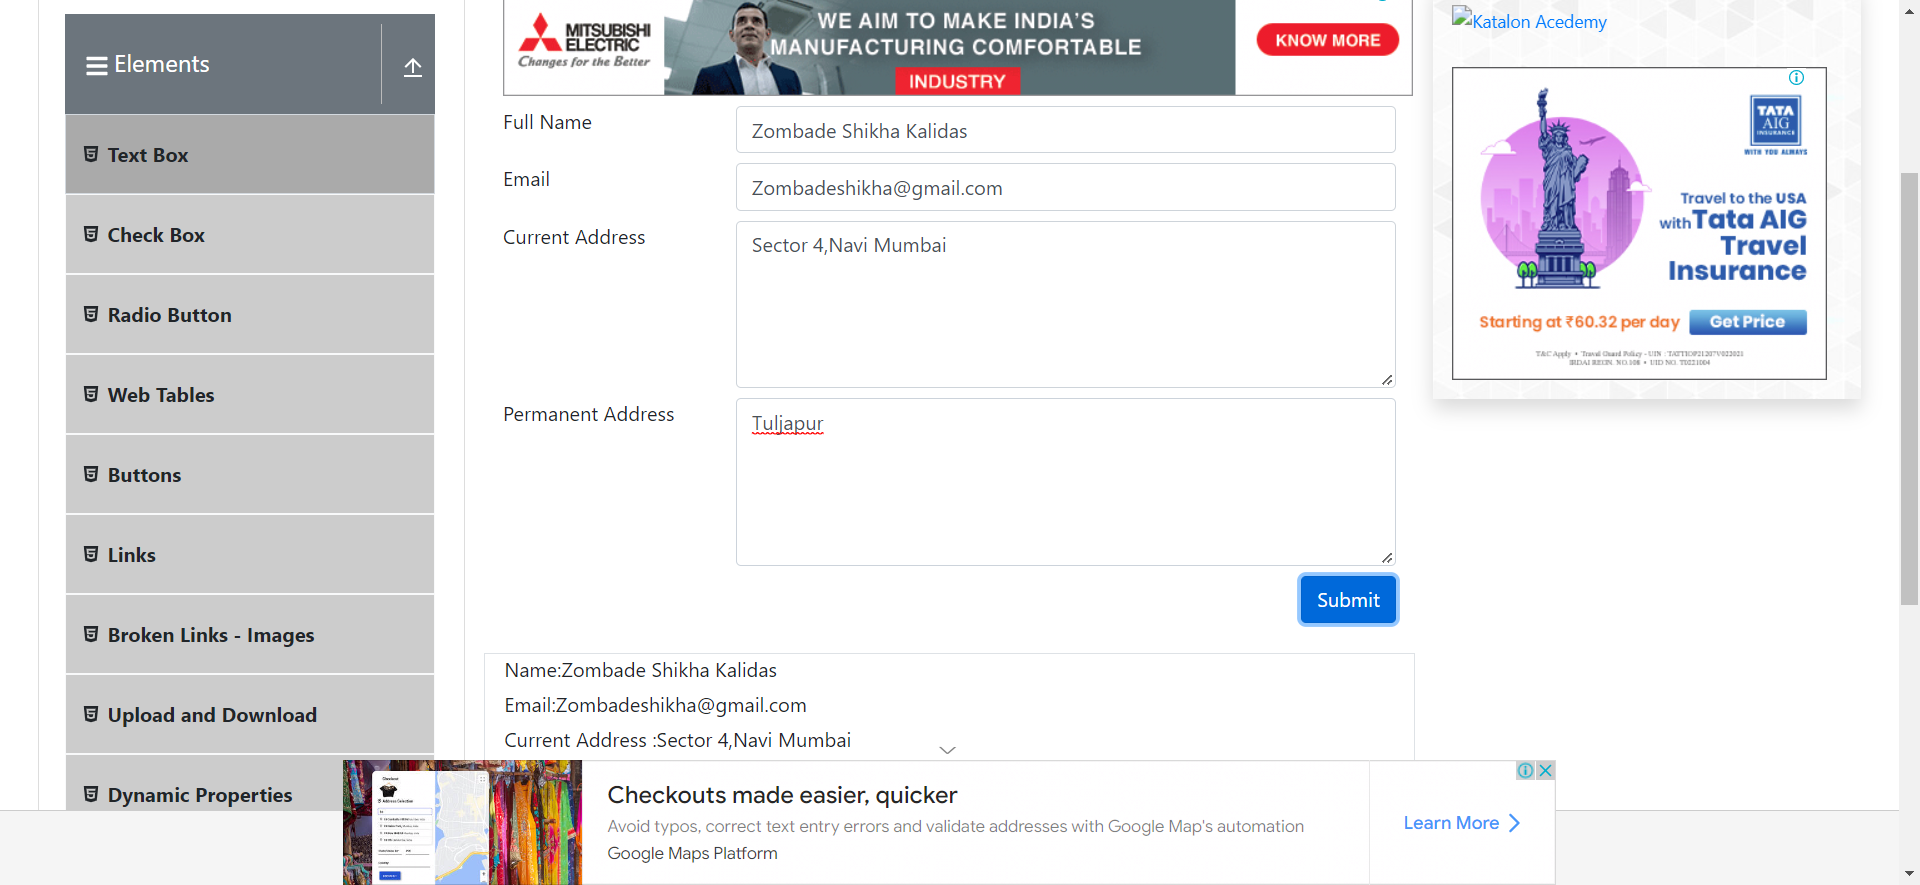 Elements
Text Box
Check Box
Radio Button
Web Tables
Buttons
Links
Broken Links - Images
Upload and Download
Dynamic Properties
MITSUBISHI
ELECTRIC
Changes for the Better
WE AIM TO MAKE INDIA'S
MANUFACTURING COMFORTABLE
INDUSTRY
KNOW MORE
Full Name
Zombade Shikha Kalidas
Email
Zombadeshikha@gmail.com
Current Address
Sector 4,Navi Mumbai
Permanent Address
Tuljapur
Submit
Name:Zombade Shikha Kalidas
Email:Zombadeshikha@gmail.com
Current Address :Sector 4,Navi Mumbai
Katalon Acedemy
TATA
AIG
INSURANCE
WITH YOU ALWAYS
Travel to the USA
with Tata AIG
Travel
Insurance
Starting at ₹60.32 per day
Get Price
T&C Apply • Travel Guard Policy - UIN : TATTIOP21207V022021
IRDAI REGN. NO.108 • UID NO. T0221004
Checkout
Address Selection
Checkouts made easier, quicker
Avoid typos, correct text entry errors and validate addresses with Google Map's automation
Google Maps Platform
Learn More